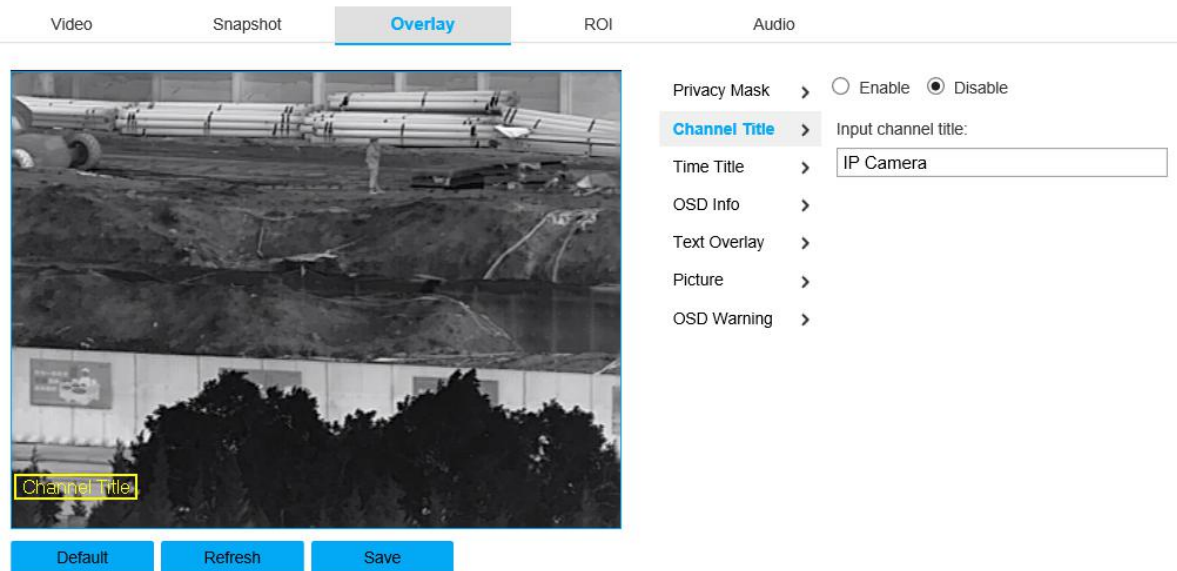 Video Snapshot Overlay ROI Audio
Privacy Mask Enable Disable
Channel Title Input channel title:
Time Title IP Camera
OSD Info
Text Overlay
Picture
OSD Warning
Channel Title
Default Refresh Save